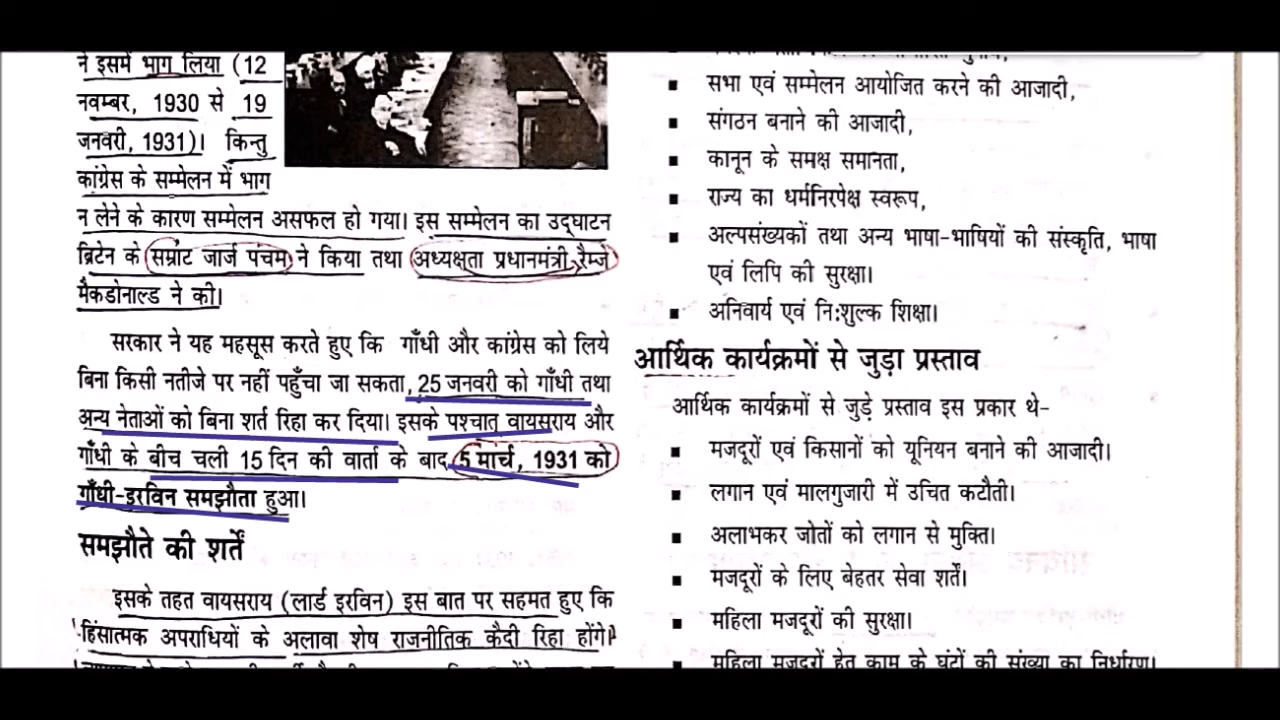 ने इसमें भाग लिया (12
नवम्बर, 1930 से 19
जनवरी, 1931)। किन्तु
कांग्रेस के सम्मेलन में भाग
न लेने के कारण सम्मेलन असफल हो गया। इस सम्मेलन का उद्घाटन
ब्रिटेन के सम्राट जार्ज पंचम ने किया तथा अध्यक्षता प्रधानमंत्री रैम्जे
मैकडोनाल्ड ने की।
सरकार ने यह महसूस करते हुए कि गाँधी और कांग्रेस को लिये
बिना किसी नतीजे पर नहीं पहुँचा जा सकता, 25 जनवरी को गाँधी तथा
अन्य नेताओं को बिना शर्त रिहा कर दिया। इसके पश्चात् वायसराय और
गाँधी के बीच चली 15 दिन की वार्ता के बाद 5 मार्च, 1931 को
गाँधी-इरविन समझौता हुआ।
समझौते की शर्तें
इसके तहत वायसराय (लार्ड इरविन) इस बात पर सहमत हुए कि
हिंसात्मक अपराधियों के अलावा शेष राजनीतिक कैदी रिहा होंगे।
■ सभा एवं सम्मेलन आयोजित करने की आजादी,
■ संगठन बनाने की आजादी,
■ कानून के समक्ष समानता,
■ राज्य का धर्मनिरपेक्ष स्वरूप,
■ अल्पसंख्यकों तथा अन्य भाषा-भाषियों की संस्कृति, भाषा
एवं लिपि की सुरक्षा।
■ अनिवार्य एवं नि:शुल्क शिक्षा।
आर्थिक कार्यक्रमों से जुड़ा प्रस्ताव
आर्थिक कार्यक्रमों से जुड़े प्रस्ताव इस प्रकार थे-
■ मजदूरों एवं किसानों को यूनियन बनाने की आजादी।
■ लगान एवं मालगुजारी में उचित कटौती।
■ अलाभकर जोतों को लगान से मुक्ति।
■ मजदूरों के लिए बेहतर सेवा शर्तें।
■ महिला मजदूरों की सुरक्षा।
■ महिला मजदूरों हेतु काम के घंटों की संख्या का निर्धारण।